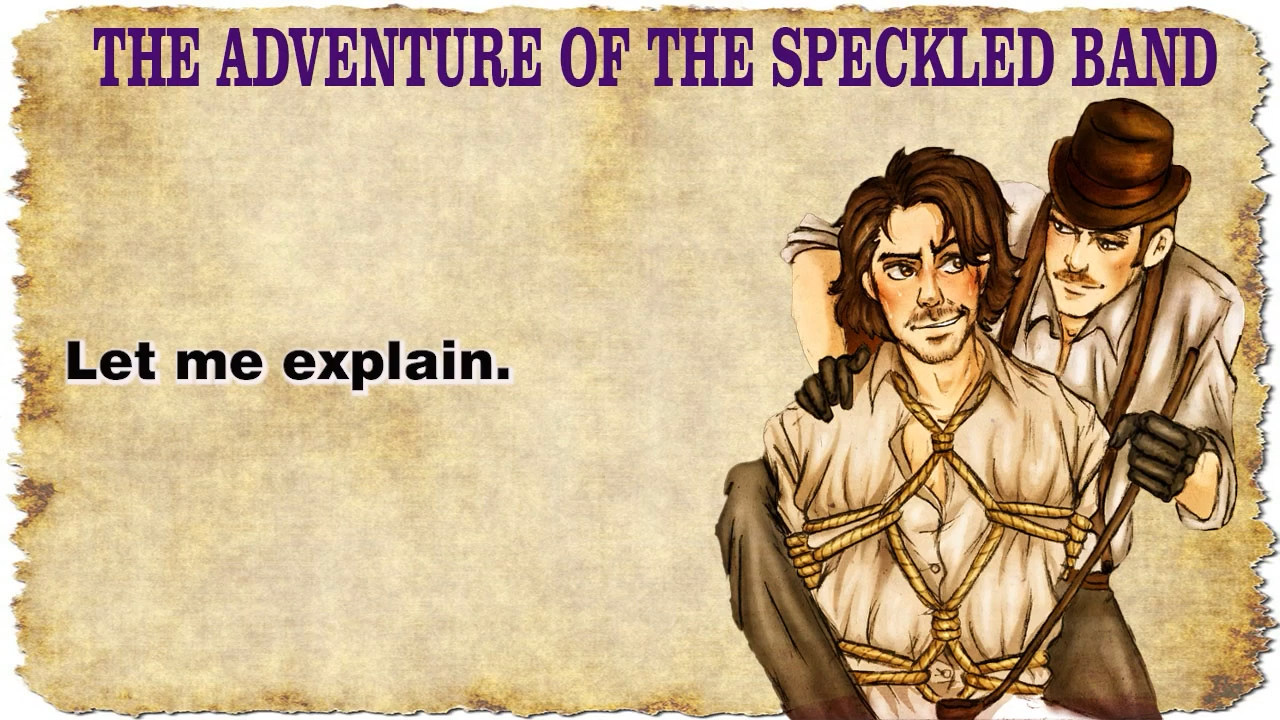 THE ADVENTURE OF THE SPECKLED BAND
Let me explain.